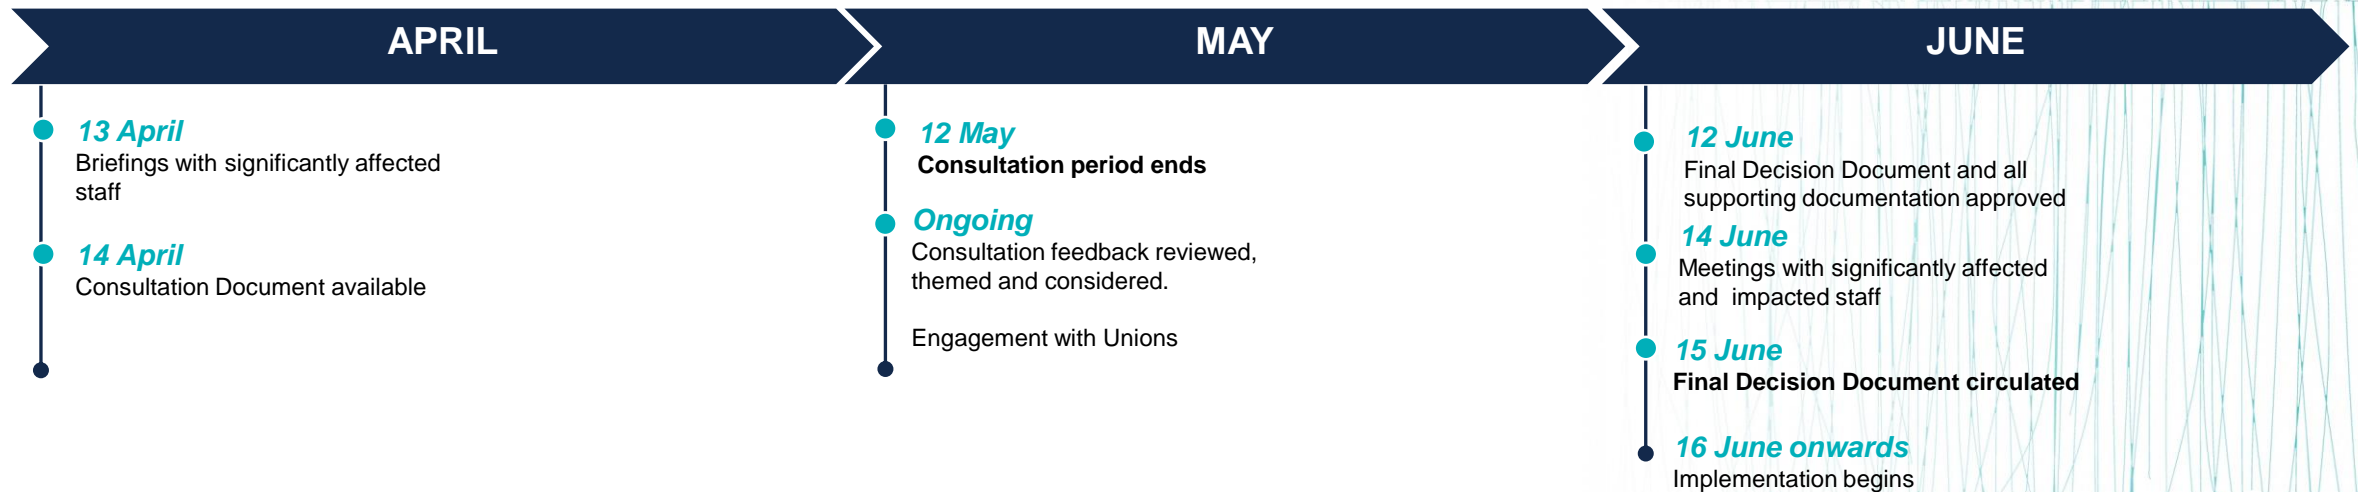 APRIL
13 April
Briefings with significantly affected
staff
14 April
Consultation Document available
MAY
12 May
Consultation period ends
Ongoing
Consultation feedback reviewed,
themed and considered.
Engagement with Unions
JUNE
12 June
Final Decision Document and all
supporting documentation approved
14 June
Meetings with significantly affected
and  impacted staff
15 June
Final Decision Document circulated
16 June onwards
Implementation begins